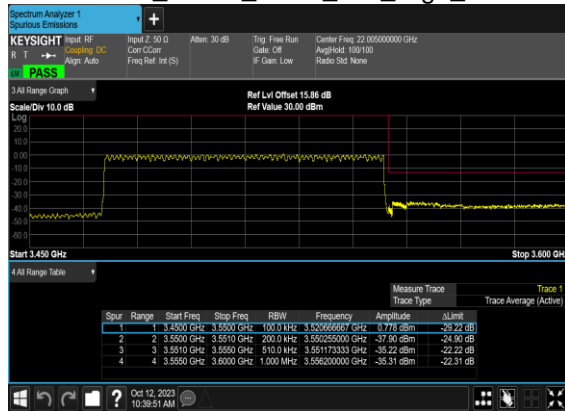 Spectrum Analyzer 1
Spurious Emissions
KEYSIGHT Input: RF Input Z: 50 Ω Atten: 30 dB Trig: Free Run Center Freq: 22.005000000 GHz
R T Coupling: DC Corr CCorr Gate: Off Avg|Hold: 100/100
Align: Auto Freq Ref: Int (S) IF Gain: Low Radio Std: None
PASS
3 All Range Graph Ref Lvl Offset 15.86 dB
Scale/Div 10.0 dB Ref Value 30.00 dBm
Log
20.0
10.0
0.00
-10.0
-20.0
-30.0
-40.0
-50.0
-60.0
Start 3.450 GHz Stop 3.600 GH
4 All Range Table
Measure Trace Trace 1
Trace Type Trace Average (Active)
Spur Range Start Freq Stop Freq RBW Frequency Amplitude ΔLimit
1 1 3.4500 GHz 3.5500 GHz 100.0 kHz 3.520666667 GHz 0.778 dBm -29.22 dB
2 2 3.5500 GHz 3.5510 GHz 200.0 kHz 3.550255000 GHz -37.90 dBm -24.90 dB
3 3 3.5510 GHz 3.5550 GHz 510.0 kHz 3.551173333 GHz -35.22 dBm -22.22 dB
4 4 3.5550 GHz 3.6000 GHz 1.000 MHz 3.556200000 GHz -35.31 dBm -22.31 dB
Oct 12, 2023
10:39:51 AM